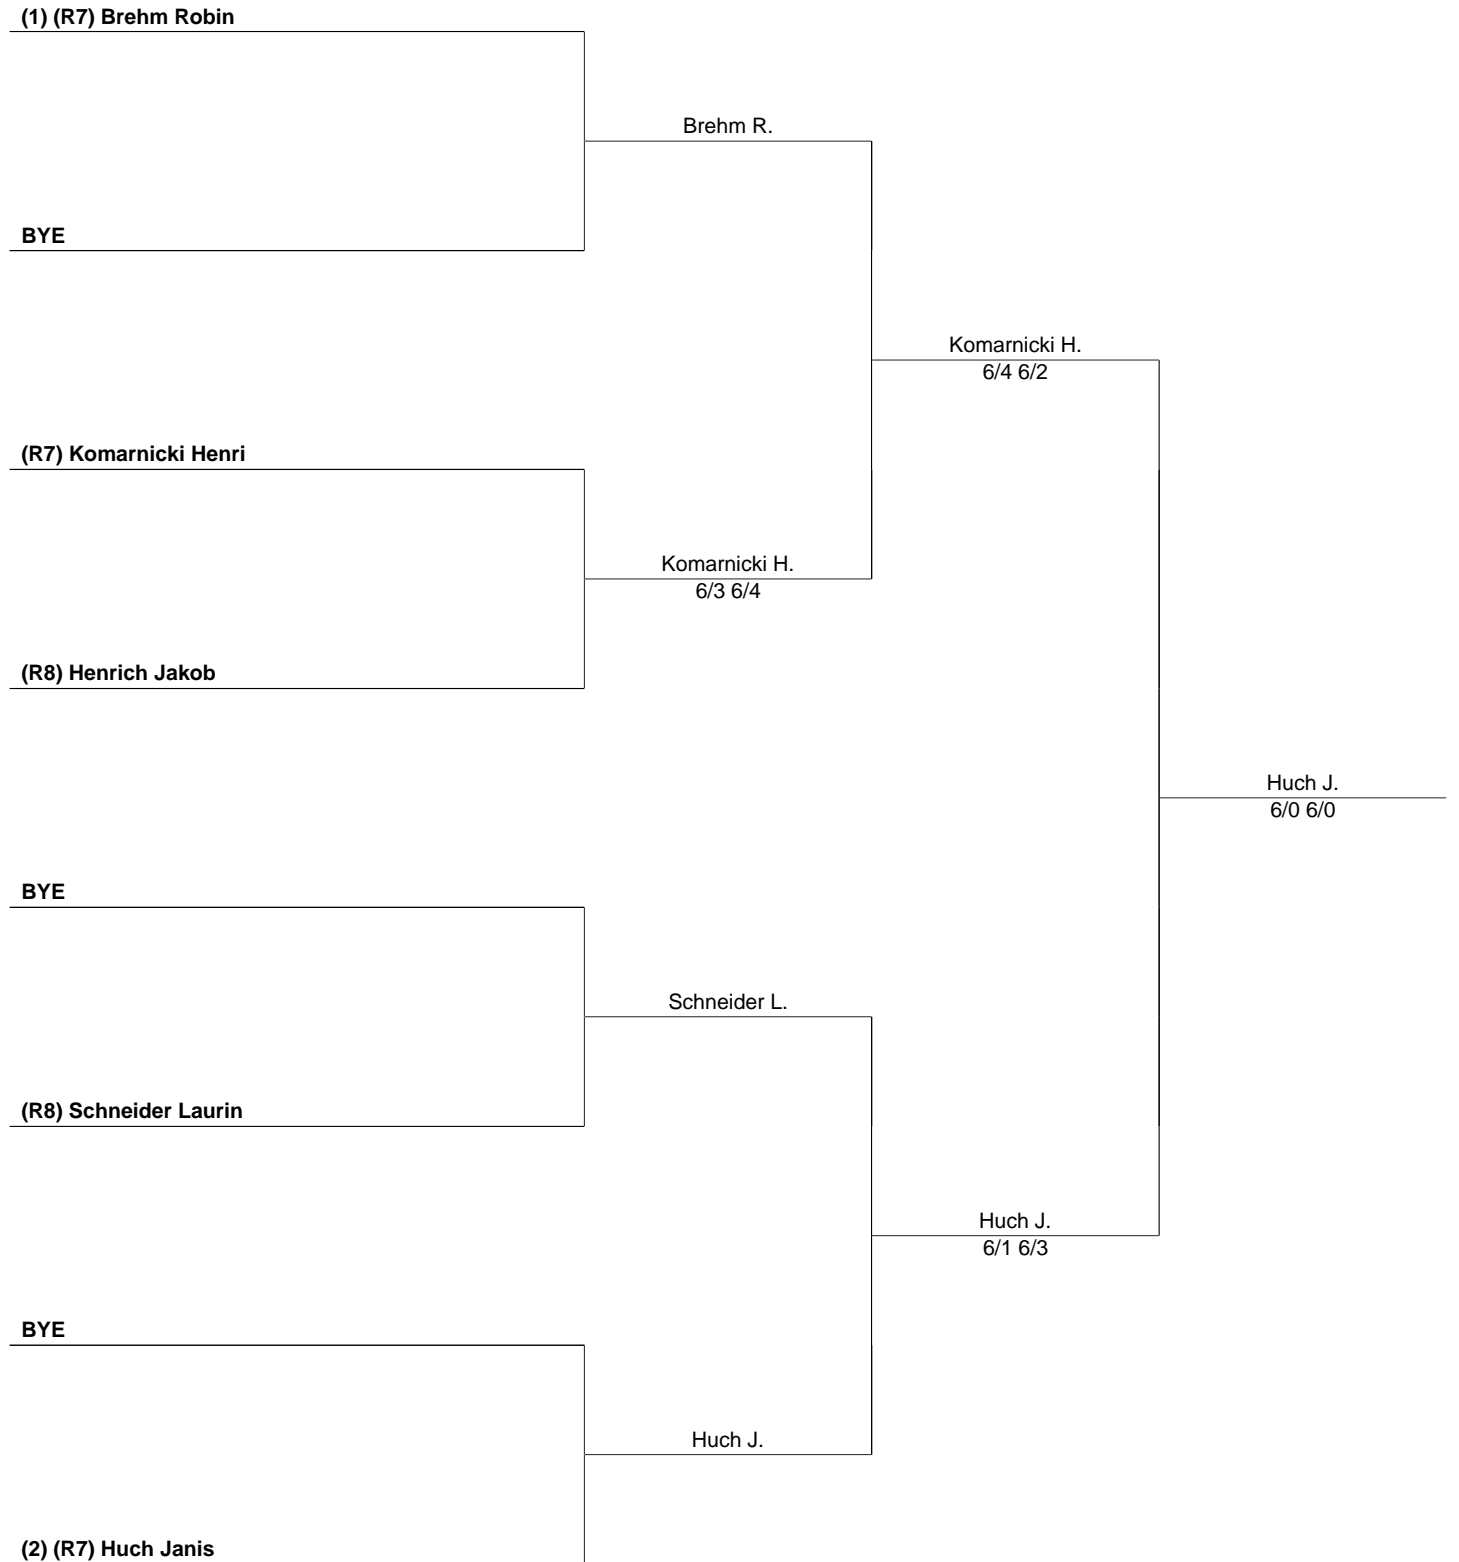 (1) (R7) Brehm Robin
Brehm R.
BYE
Komarnicki H.
6/4 6/2
(R7) Komarnicki Henri
Komarnicki H.
6/3 6/4
(R8) Henrich Jakob
Huch J.
6/0 6/0
BYE
Schneider L.
(R8) Schneider Laurin
Huch J.
6/1 6/3
BYE
Huch J.
(2) (R7) Huch Janis